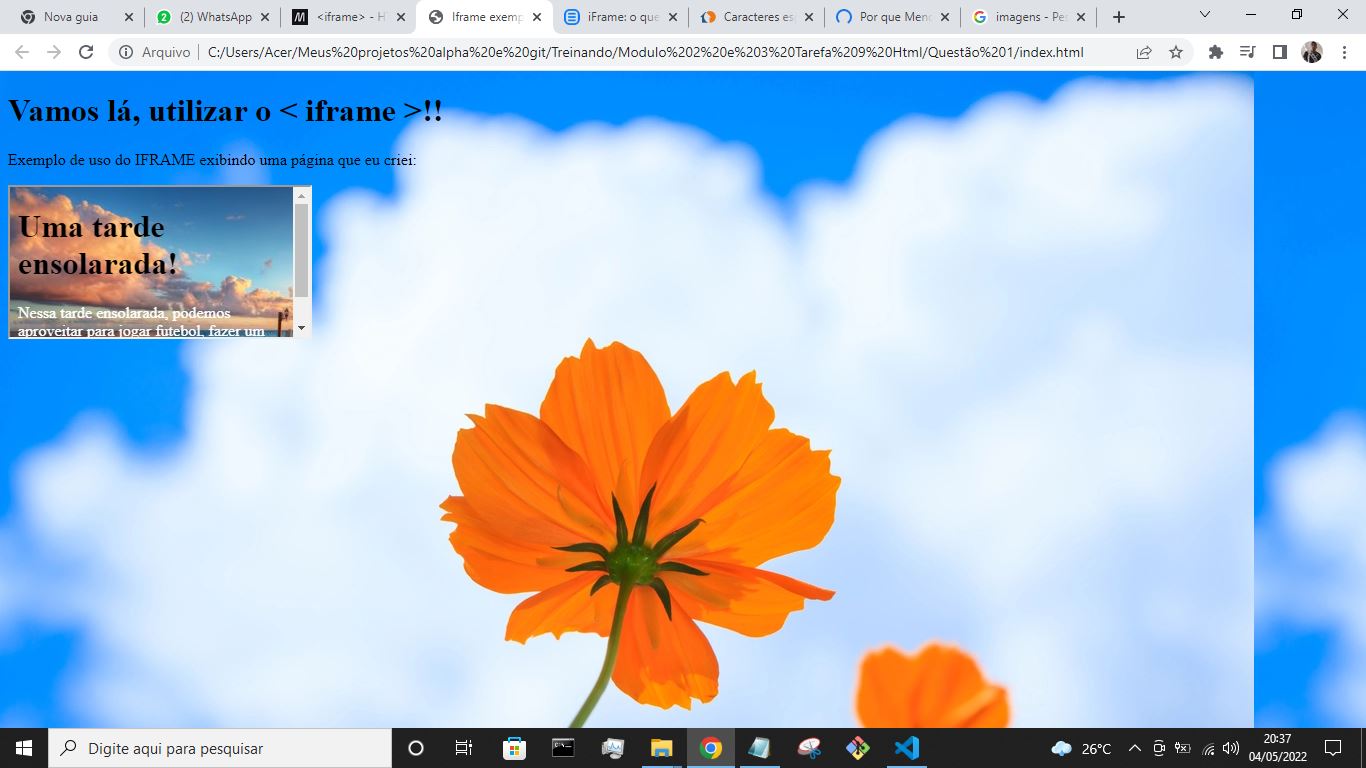 Nova guia
(2) WhatsApp
<iframe> - HT
Iframe exemp
iFrame: o que
Caracteres es
Por que Meno
imagens - Pes
Arquivo
C:/Users/Acer/Meus%20projetos%20alpha%20e%20git/Treinando/Modulo%202%20e%203%20Tarefa%209%20Html/Questão%201/index.html
Vamos lá, utilizar o < iframe >!!
Exemplo de uso do IFRAME exibindo uma página que eu criei:
Uma tarde
ensolarada!
Nessa tarde ensolarada, podemos
aproveitar para jogar futebol, fazer um
Digite aqui para pesquisar
26°C
20:37
04/05/2022